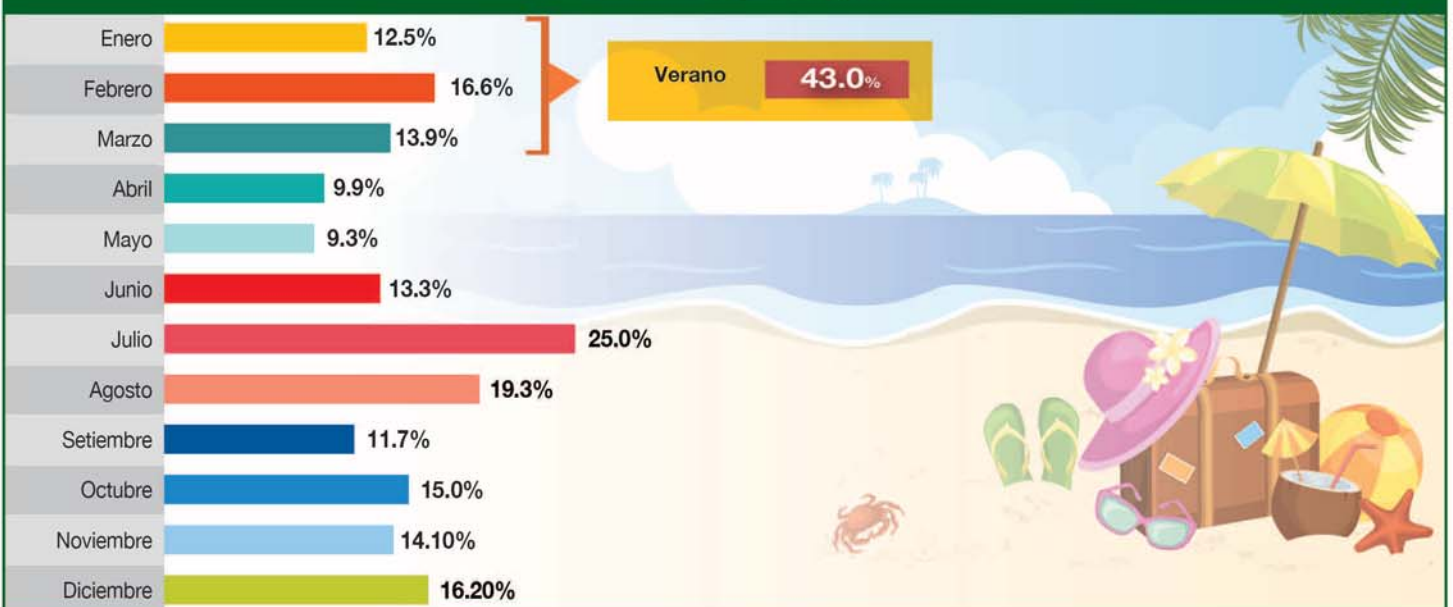 Enero 12.5%
Febrero 16.6%
Marzo 13.9%
Verano 43.0%
Abril 9.9%
Mayo 9.3%
Junio 13.3%
Julio 25.0%
Agosto 19.3%
Setiembre 11.7%
Octubre 15.0%
Noviembre 14.10%
Diciembre 16.20%